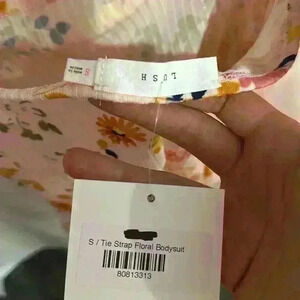 LUSH
S
S / Tie Strap Floral Bodysuit
80813313